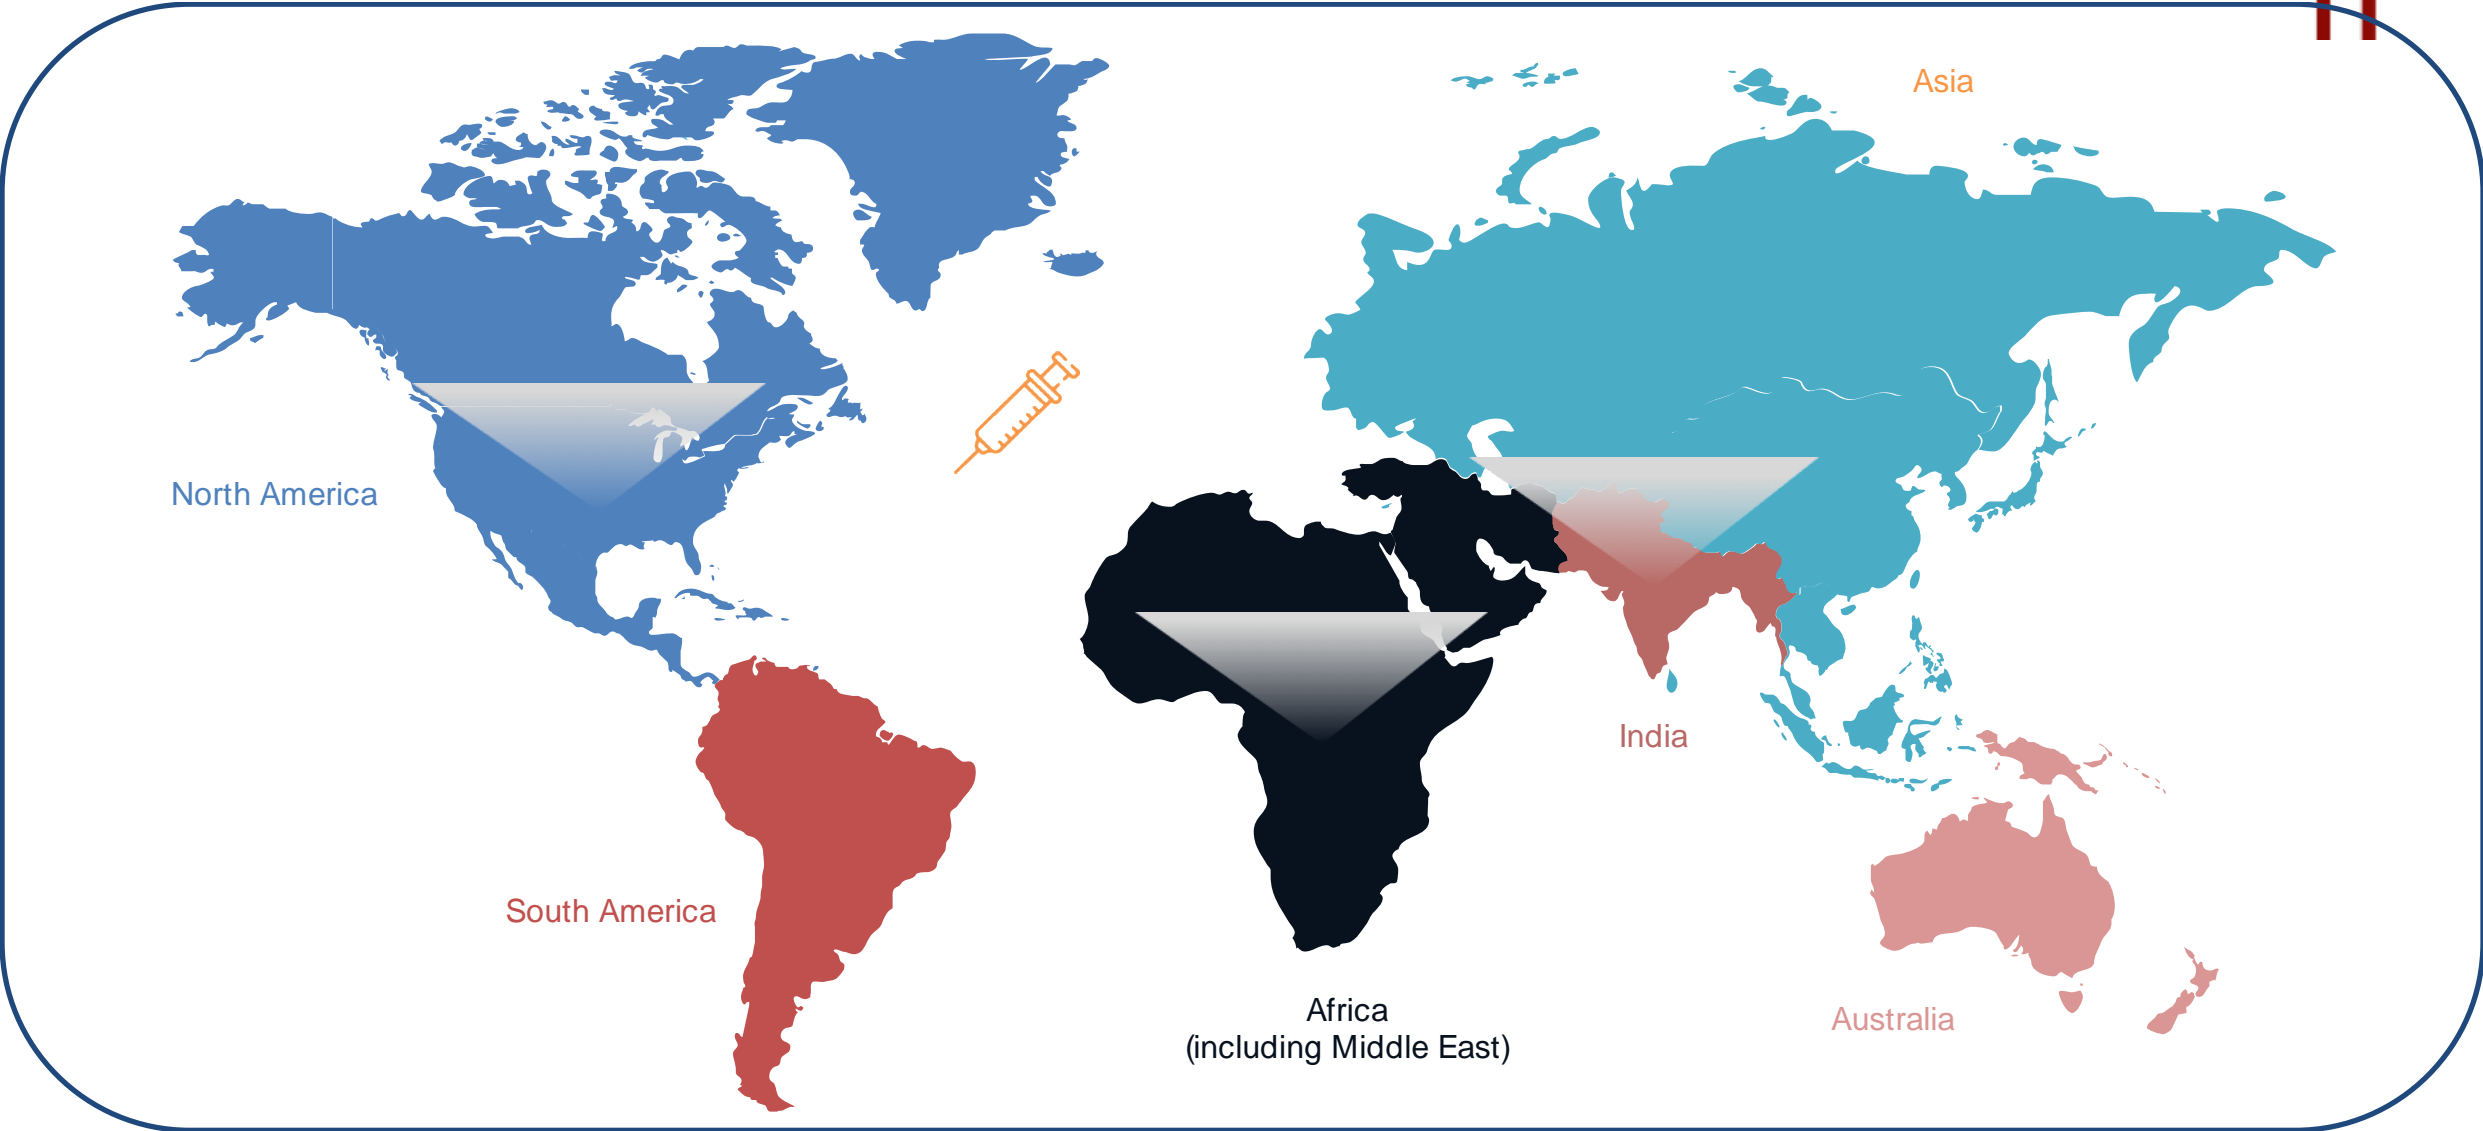 Asia
North America
India
South America
Africa
(including Middle East)
Australia